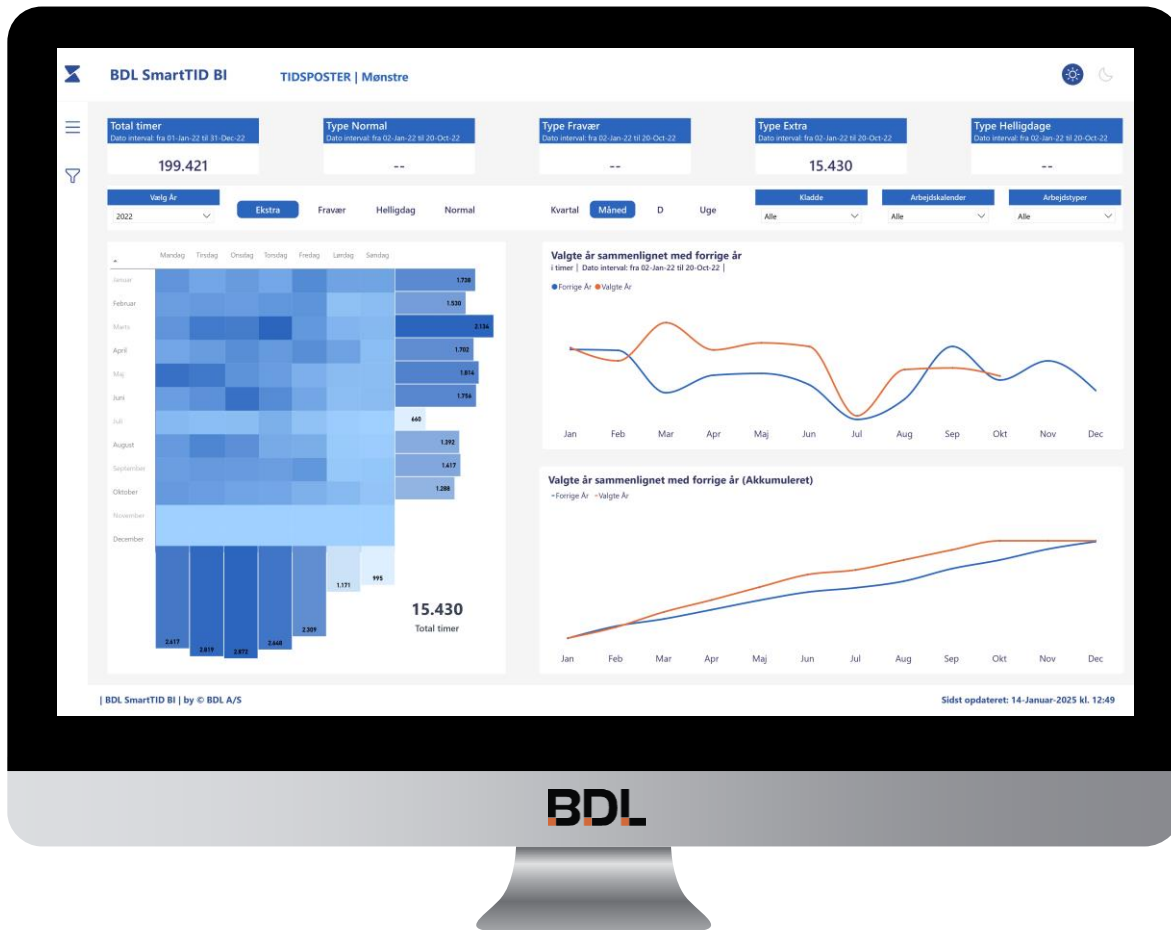 BDL SmartTID BI
TIDSPOSTER | Mønstre
Total timer
Dato interval: fra 01-Jan-22 til 31-Dec-22
199.421
Type Normal
Dato interval: fra 02-Jan-22 til 20-Oct-22
--
Type Fravær
Dato interval: fra 02-Jan-22 til 20-Oct-22
--
Type Extra
Dato interval: fra 02-Jan-22 til 20-Oct-22
15.430
Type Helligdage
Dato interval: fra 02-Jan-22 til 20-Oct-22
--
Vælg År
2022
Ekstra Fravær Helligdag Normal
Kvartal Måned D Uge
Kladde
Alle
Arbejdskalender
Alle
Arbejdstyper
Alle
Mandag Tirsdag Onsdag Torsdag Fredag Lørdag Søndag
Januar 1.738
Februar 1.530
Marts 2.134
April 1.702
Maj 1.814
Juni 1.756
Juli 660
August 1.392
September 1.417
Oktober 1.288
November
December
2.617 2.819 2.872 2.648 2.309 1.171 995
15.430
Total timer
Valgte år sammenlignet med forrige år
i timer | Dato interval: fra 02-Jan-22 til 20-Oct-22 |
Forrige År Valgte År
Jan Feb Mar Apr Maj Jun Jul Aug Sep Okt Nov Dec
Valgte år sammenlignet med forrige år (Akkumuleret)
Forrige År Valgte År
Jan Feb Mar Apr Maj Jun Jul Aug Sep Okt Nov Dec
| BDL SmartTID BI | by © BDL A/S
Sidst opdateret: 14-Januar-2025 kl. 12:49
BDL